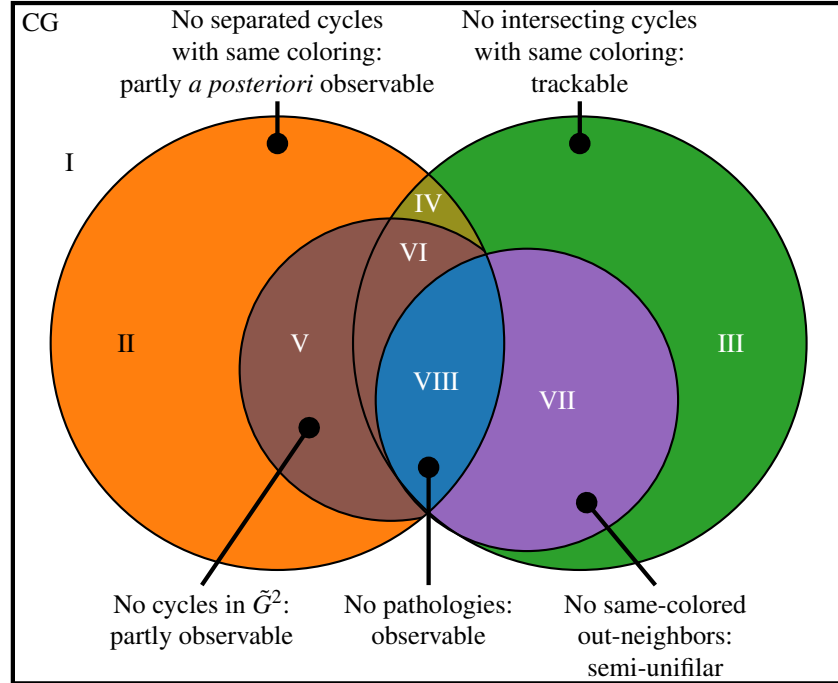 CG
No separated cycles
with same coloring:
partly a posteriori observable
No intersecting cycles
with same coloring:
trackable
I
IV
VI
II
V
III
VIII
VII
No cycles in G̃²:
partly observable
No pathologies:
observable
No same-colored
out-neighbors:
semi-unifilar